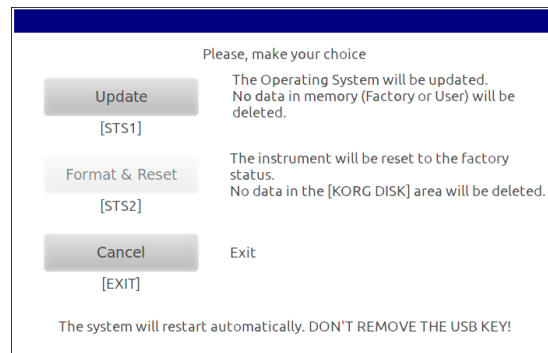 Please, make your choice
Update
[STS1]
The Operating System will be updated.
No data in memory (Factory or User) will be
deleted.
Format & Reset
[STS2]
The instrument will be reset to the factory
status.
No data in the [KORG DISK] area will be deleted.
Cancel
[EXIT]
Exit
The system will restart automatically. DON'T REMOVE THE USB KEY!